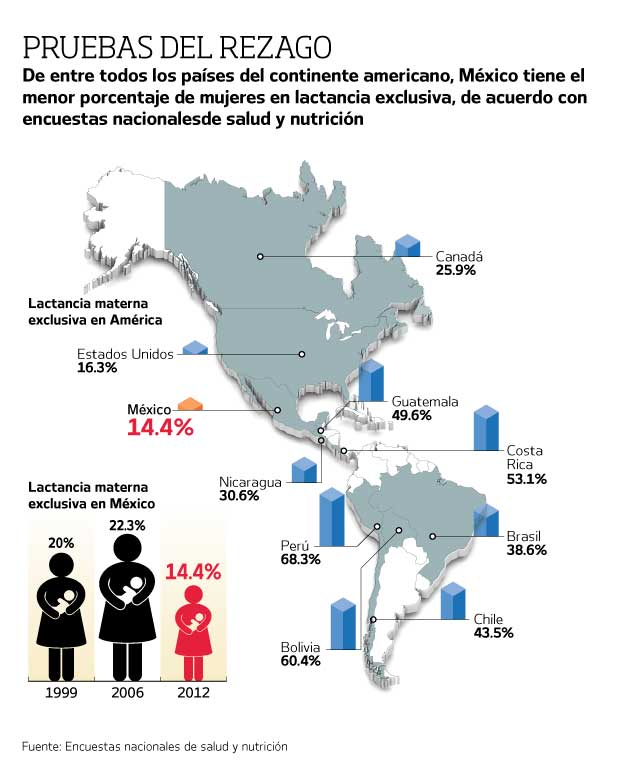 PRUEBAS DEL REZAGO
De entre todos los países del continente americano, México tiene el
menor porcentaje de mujeres en lactancia exclusiva, de acuerdo con
encuestas nacionalesde salud y nutrición
Canadá
25.9%
Lactancia materna
exclusiva en América
Estados Unidos
16.3%
México
14.4%
Guatemala
49.6%
Costa
Rica
53.1%
Nicaragua
30.6%
Perú
68.3%
Brasil
38.6%
Chile
43.5%
Bolivia
60.4%
Lactancia materna
exclusiva en México
20%
22.3%
14.4%
1999
2006
2012
Fuente: Encuestas nacionales de salud y nutrición